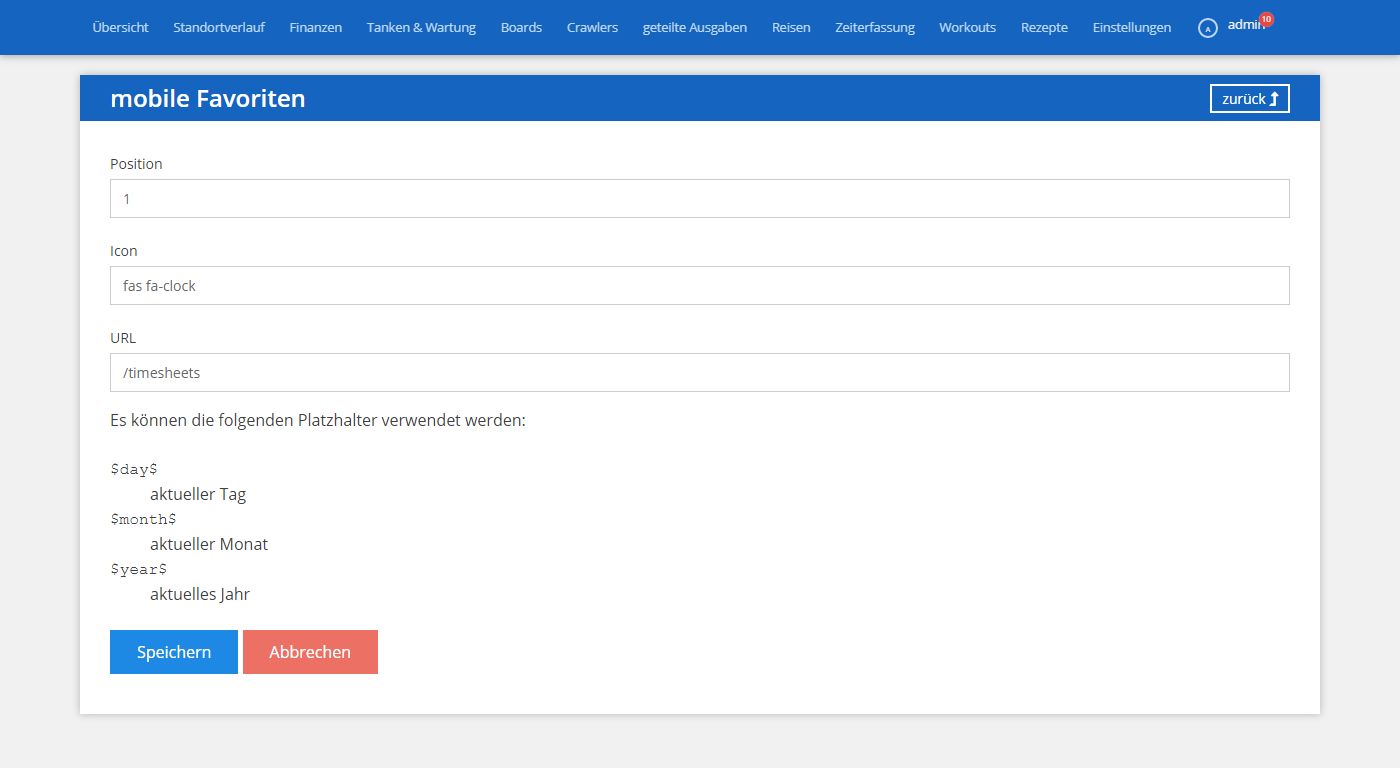 Übersicht Standortverlauf Finanzen Tanken & Wartung Boards Crawlers geteilte Ausgaben Reisen Zeiterfassung Workouts Rezepte Einstellungen A admin 10
mobile Favoriten zurück
Position
1
Icon
fas fa-clock
URL
/timesheets
Es können die folgenden Platzhalter verwendet werden:
$day$
aktueller Tag
$month$
aktueller Monat
$year$
aktuelles Jahr
Speichern Abbrechen